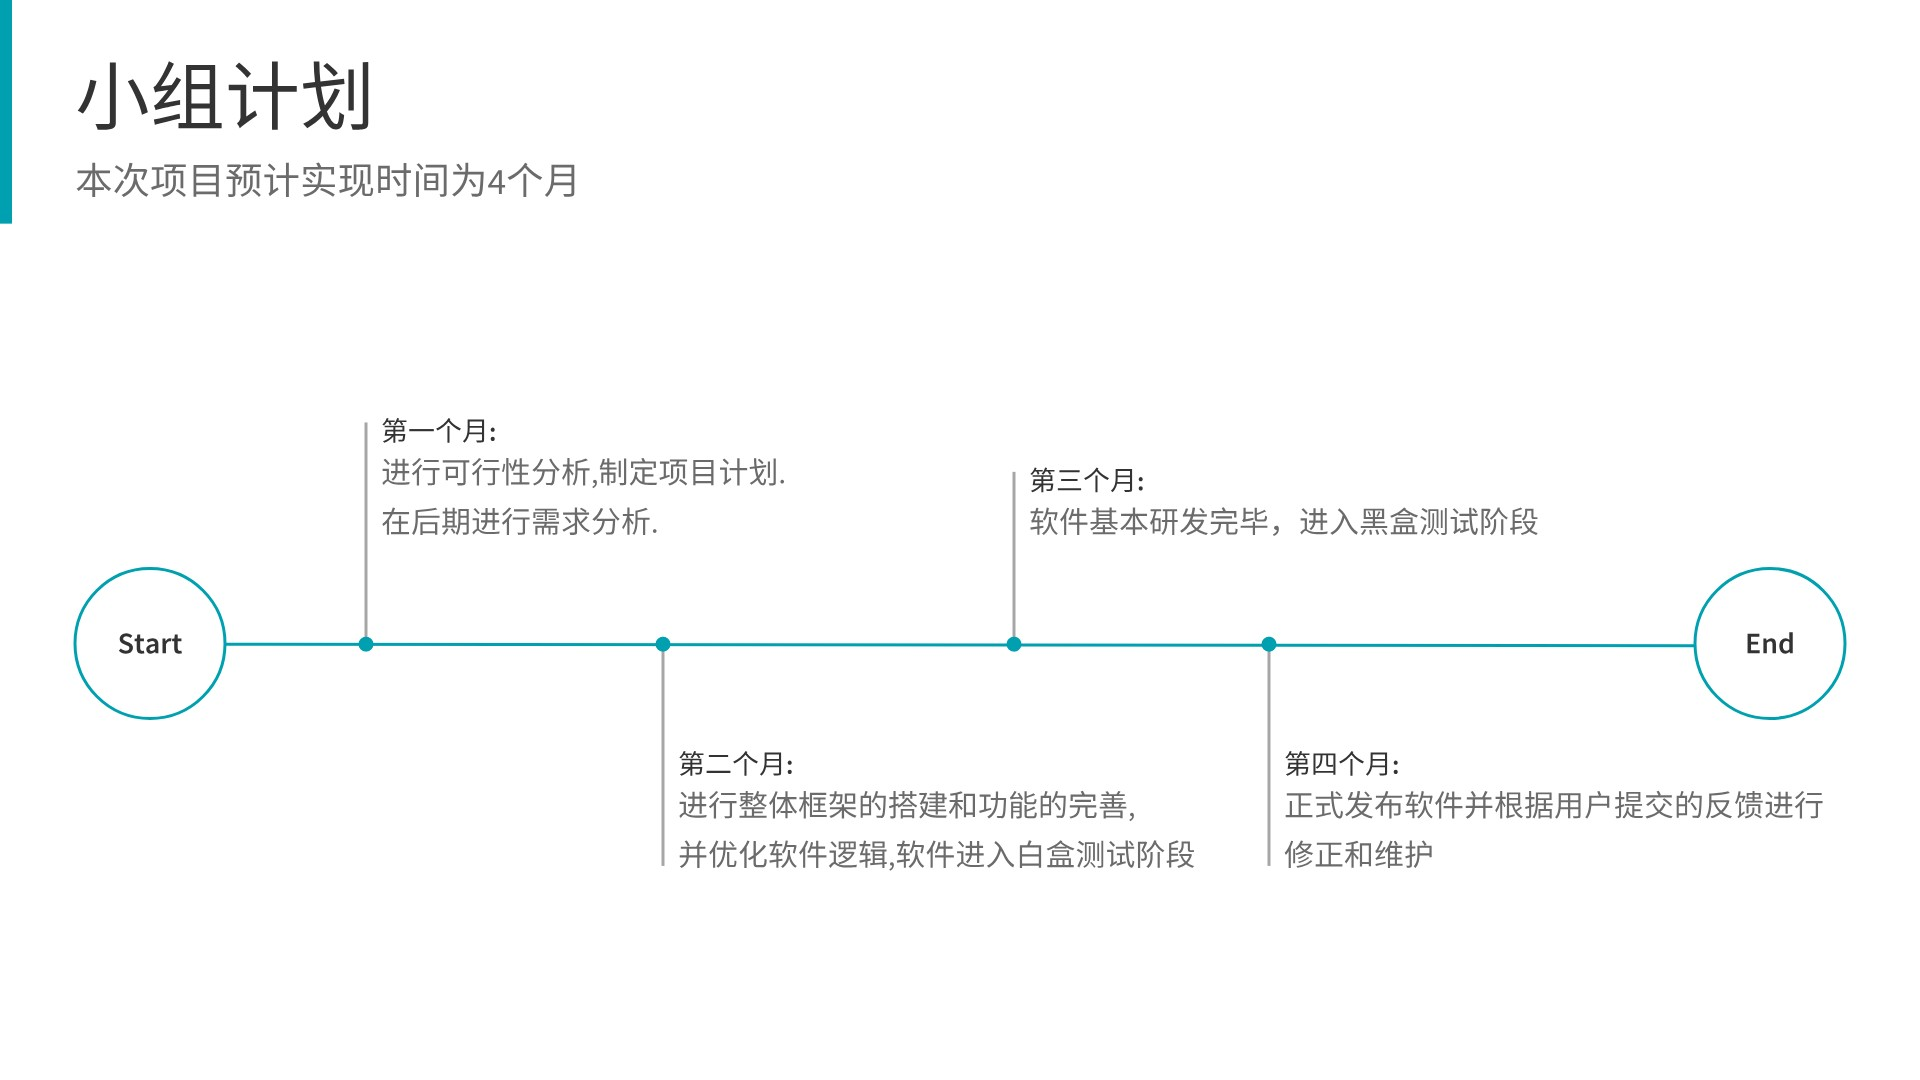 小组计划
本次项目预计实现时间为4个月
第一个月:
进行可行性分析,制定项目计划.
在后期进行需求分析.
第三个月:
软件基本研发完毕，进入黑盒测试阶段
Start
End
第二个月:
进行整体框架的搭建和功能的完善,
并优化软件逻辑,软件进入白盒测试阶段
第四个月:
正式发布软件并根据用户提交的反馈进行
修正和维护